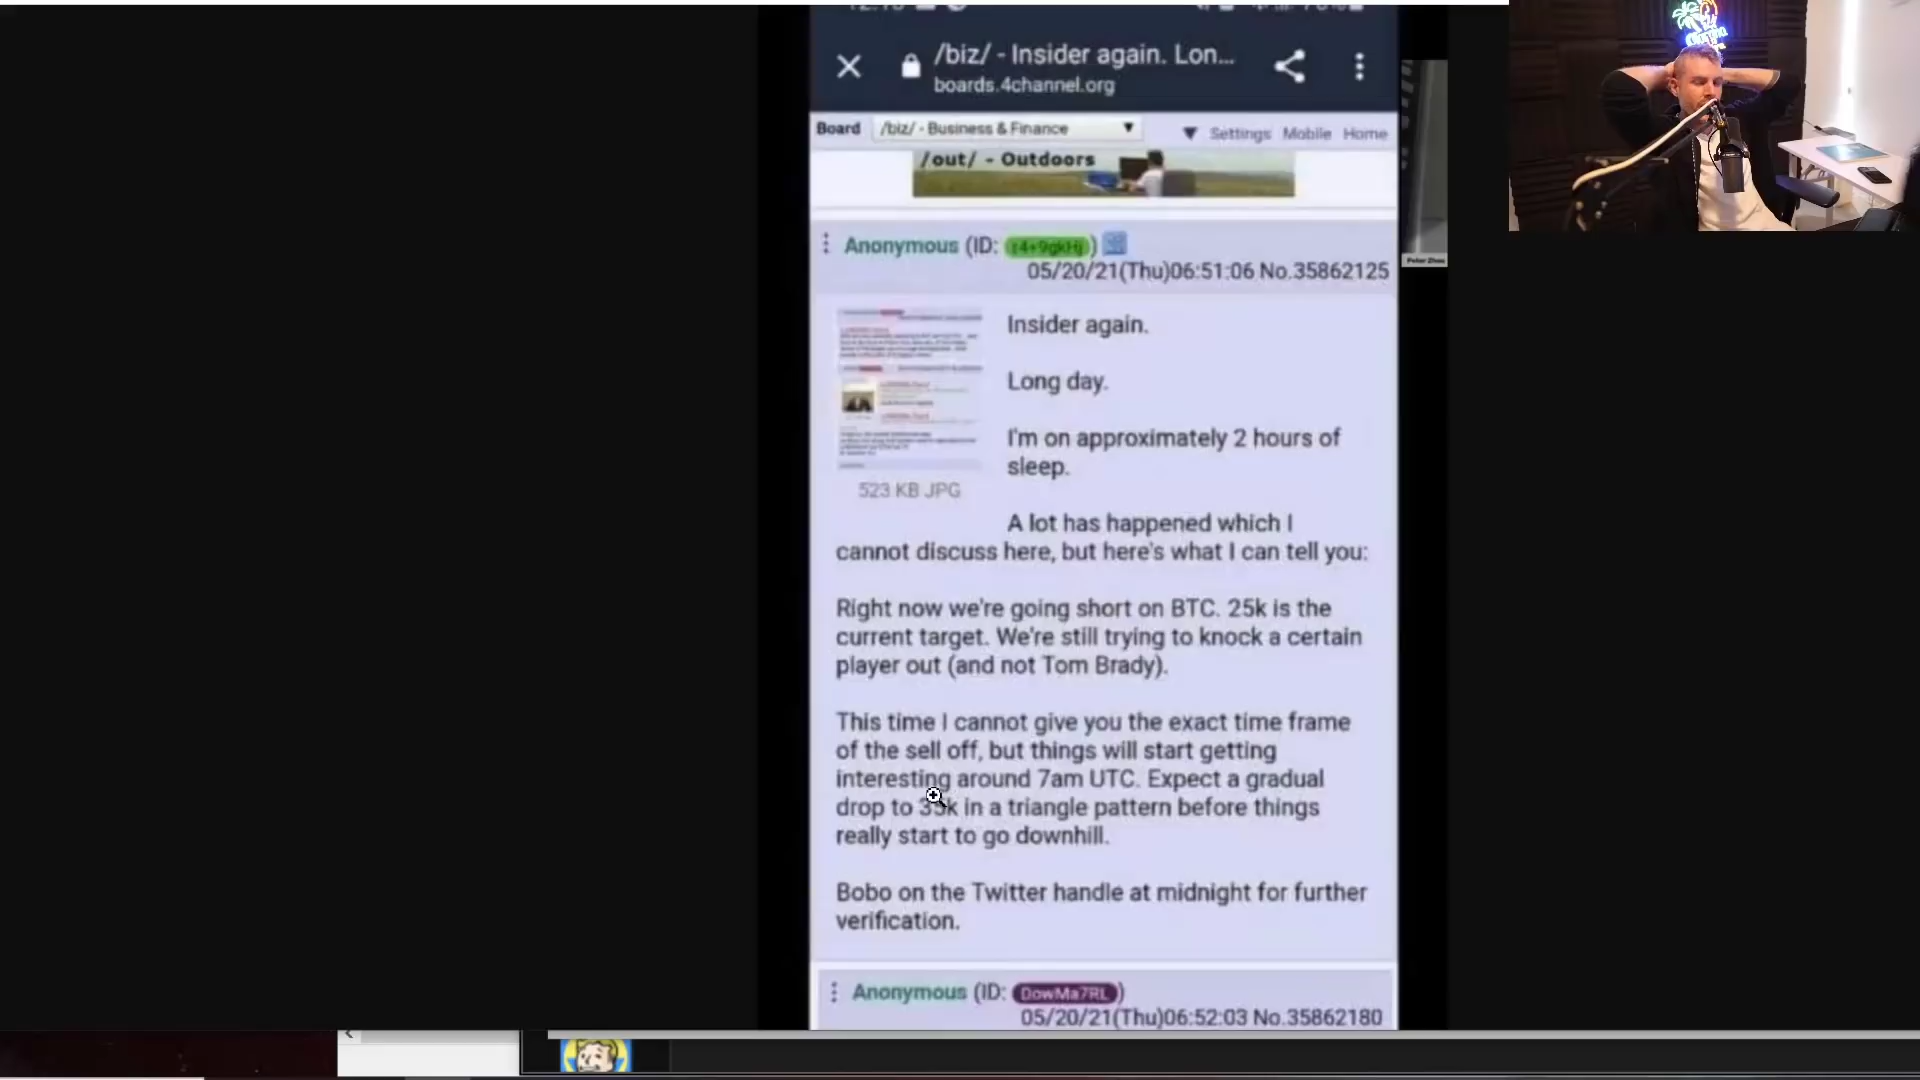 /biz/ - Insider again. Lon...
boards.4channel.org
Board /biz/ - Business & Finance ▼ ▼ Settings Mobile Home
/out/ - Outdoors
Anonymous (ID: r4+9gkHj)
05/20/21(Thu)06:51:06 No.35862125
Insider again.
Long day.
I'm on approximately 2 hours of
sleep.
523 KB JPG
A lot has happened which I
cannot discuss here, but here's what I can tell you:
Right now we're going short on BTC. 25k is the
current target. We're still trying to knock a certain
player out (and not Tom Brady).
This time I cannot give you the exact time frame
of the sell off, but things will start getting
interesting around 7am UTC. Expect a gradual
drop to 35k in a triangle pattern before things
really start to go downhill.
Bobo on the Twitter handle at midnight for further
verification.
Anonymous (ID: DowMa7RL)
05/20/21(Thu)06:52:03 No.35862180